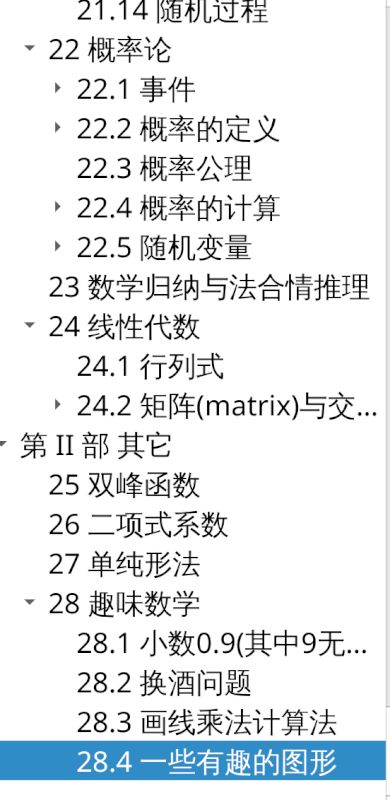 21.14 随机过程
22 概率论
22.1 事件
22.2 概率的定义
22.3 概率公理
22.4 概率的计算
22.5 随机变量
23 数学归纳与法合情推理
24 线性代数
24.1 行列式
24.2 矩阵(matrix)与交...
第 II 部 其它
25 双峰函数
26 二项式系数
27 单纯形法
28 趣味数学
28.1 小数0.9(其中9无...
28.2 换酒问题
28.3 画线乘法计算法
28.4 一些有趣的图形